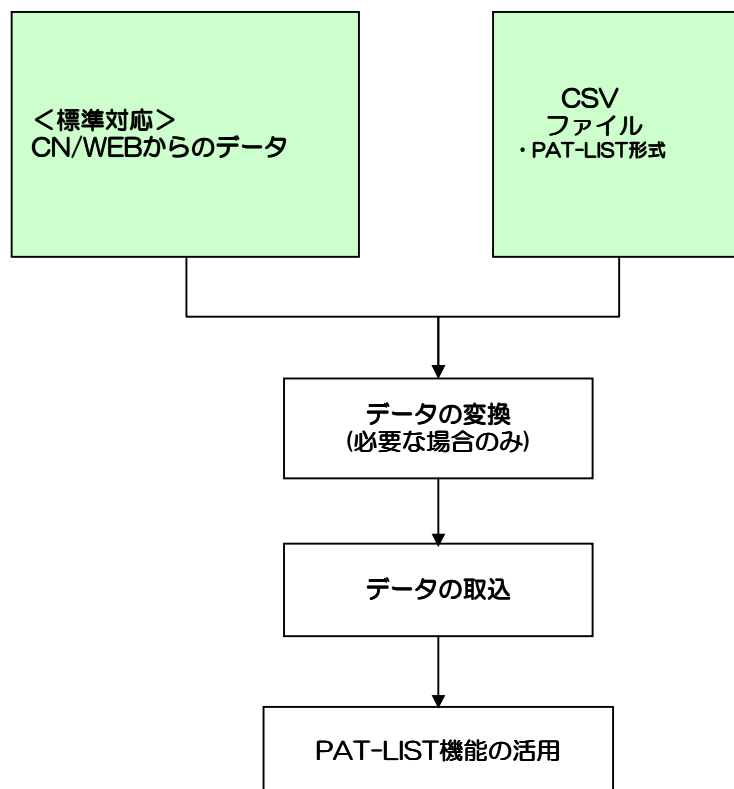 ＜標準対応＞
CN/WEBからのデータ
CSV
ファイル
・PAT-LIST形式
データの変換
(必要な場合のみ)
データの取込
PAT-LIST機能の活用